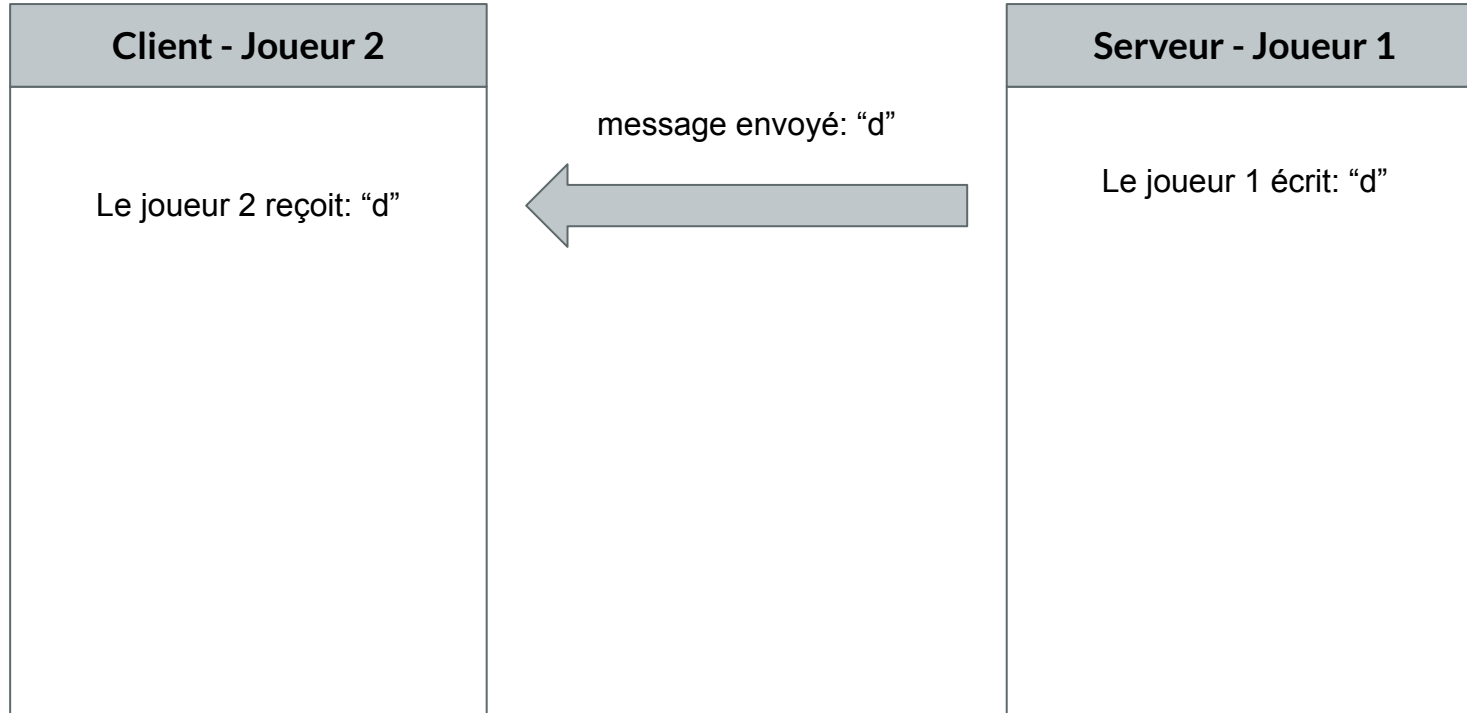 Client - Joueur 2
Serveur - Joueur 1
message envoyé: “d”
Le joueur 1 écrit: “d”
Le joueur 2 reçoit: “d”